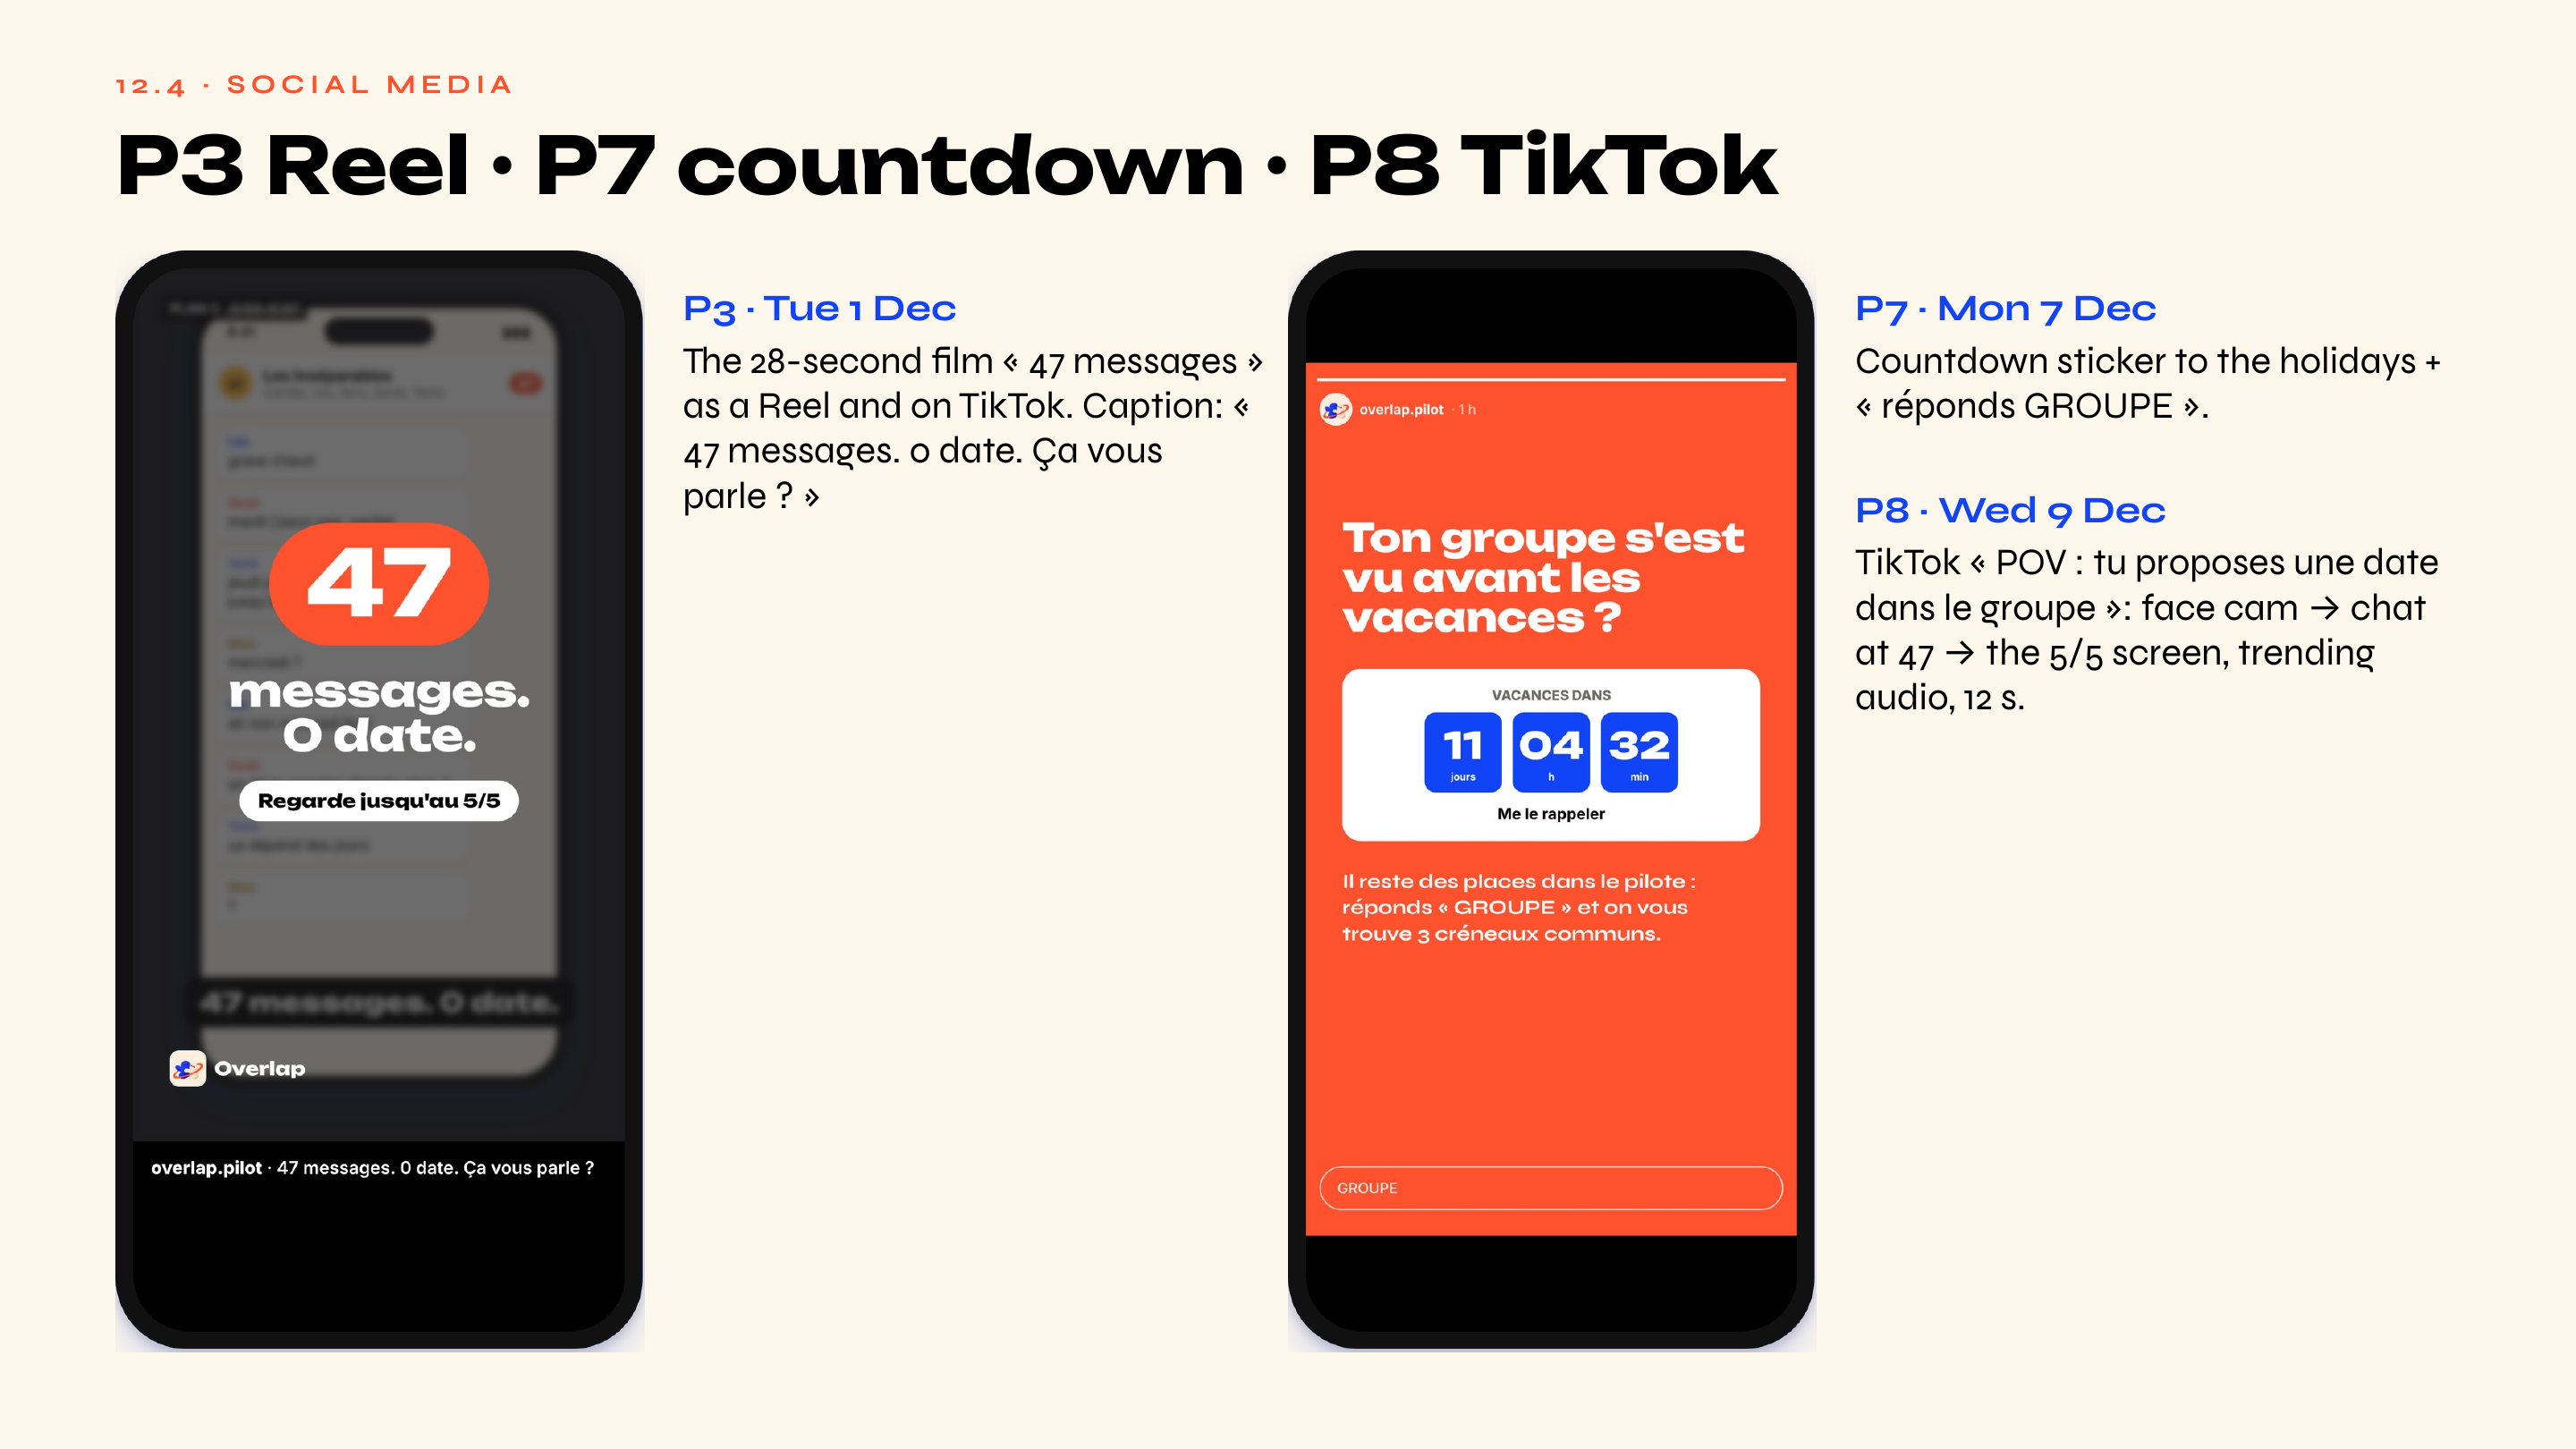 12.4 · SOCIAL MEDIA
P3 Reel · P7 countdown · P8 TikTok
47
messages.
0 date.
Regarde jusqu'au 5/5
47 messages. 0 date.
Overlap
overlap.pilot · 47 messages. 0 date. Ça vous parle ?
P3 · Tue 1 Dec
The 28-second film « 47 messages »
as a Reel and on TikTok. Caption: «
47 messages. 0 date. Ça vous
parle ? »
overlap.pilot · 1 h
Ton groupe s'est
vu avant les
vacances ?
VACANCES DANS
11 04 32
jours h min
Me le rappeler
Il reste des places dans le pilote :
réponds « GROUPE » et on vous
trouve 3 créneaux communs.
GROUPE
P7 · Mon 7 Dec
Countdown sticker to the holidays +
« réponds GROUPE ».
P8 · Wed 9 Dec
TikTok « POV : tu proposes une date
dans le groupe »: face cam → chat
at 47 → the 5/5 screen, trending
audio, 12 s.